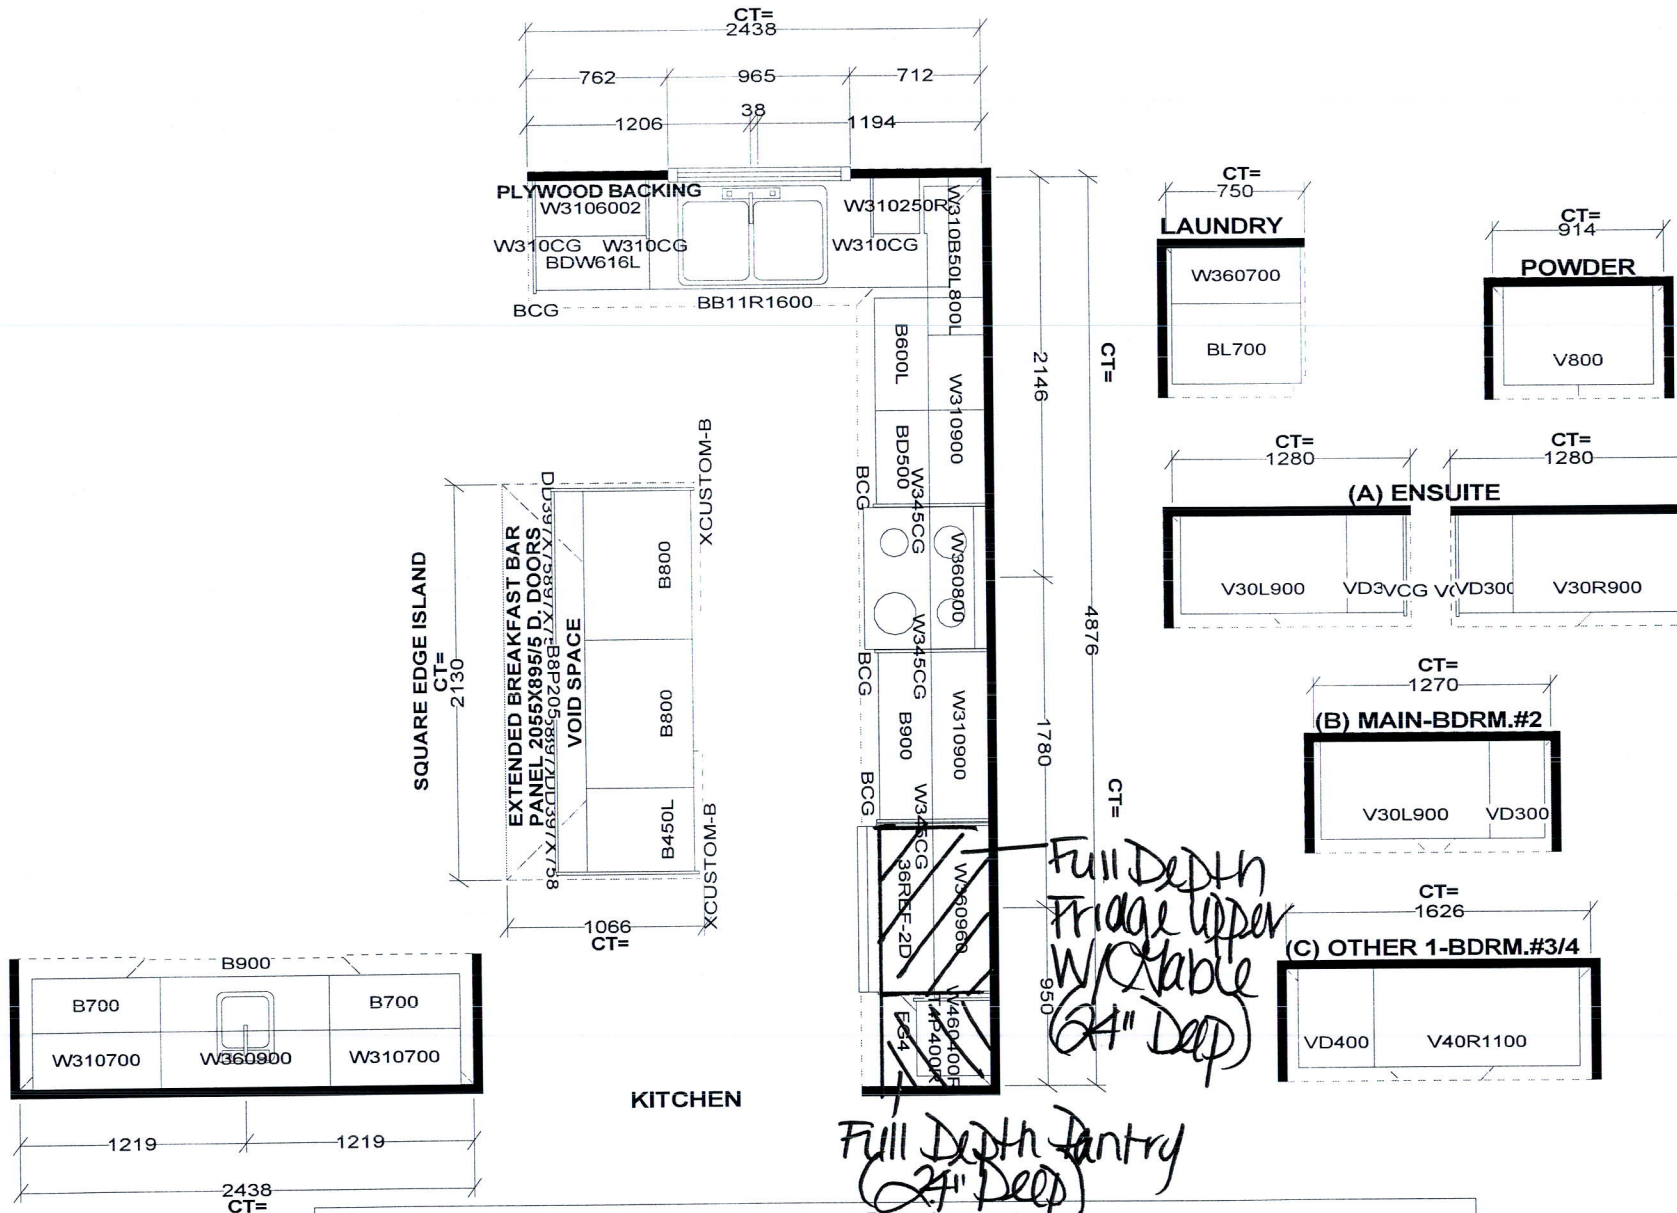 CT=
2438
762 965 712
38
1206 1194
PLYWOOD BACKING
W3106002
W310CG W310CG
BDW616L
W310250R
W310CG
W310B50L800L
BCG
BB11R1600
B600L
W310900
BD500
BCG
W345CG
W360800
W345CG
BCG
B900
W310900
BCG
W345CG
36REF-2D
W360960
FG4
T4P400R
W460400R
2146
1780
950
4876
CT=
CT=
Full Depth
Fridge Upper
W/Gable
(24" Deep)
Full Depth Pantry
(24" Deep)
SQUARE EDGE ISLAND
CT=
2130
EXTENDED BREAKFAST BAR
PANEL 2055X895/5 D. DOORS
VOID SPACE
B800
B800
B450L
XCUSTOM-B
XCUSTOM-B
1066
CT=
B900
B700 B700
W310700 W360900 W310700
1219 1219
2438
CT=
KITCHEN
CT=
750
LAUNDRY
W360700
BL700
CT=
914
POWDER
V800
CT=
1280
CT=
1280
(A) ENSUITE
V30L900 VD3 VCG VD300 V30R900
CT=
1270
(B) MAIN-BDRM.#2
V30L900 VD300
CT=
1626
(C) OTHER 1-BDRM.#3/4
VD400 V40R1100